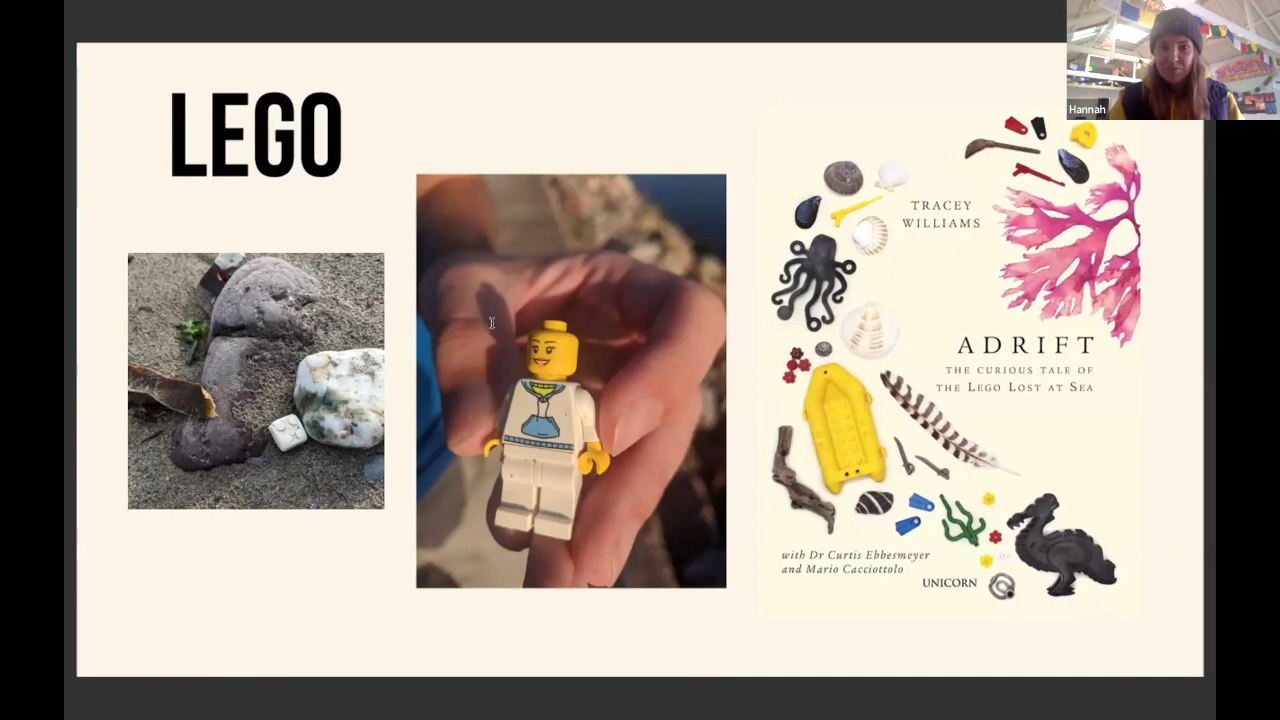 LEGO
Hannah
TRACEY
WILLIAMS
ADRIFT
THE CURIOUS TALE OF
THE LEGO LOST AT SEA
with Dr Curtis Ebbesmeyer
and Mario Cacciottolo
UNICORN